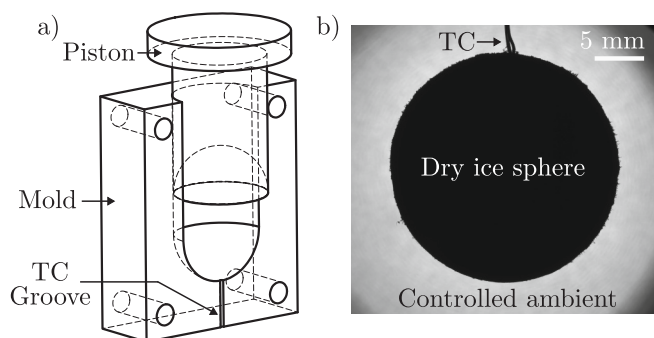 a)
Piston
Mold
TC
Groove
b)
TC
5 mm
Dry ice sphere
Controlled ambient